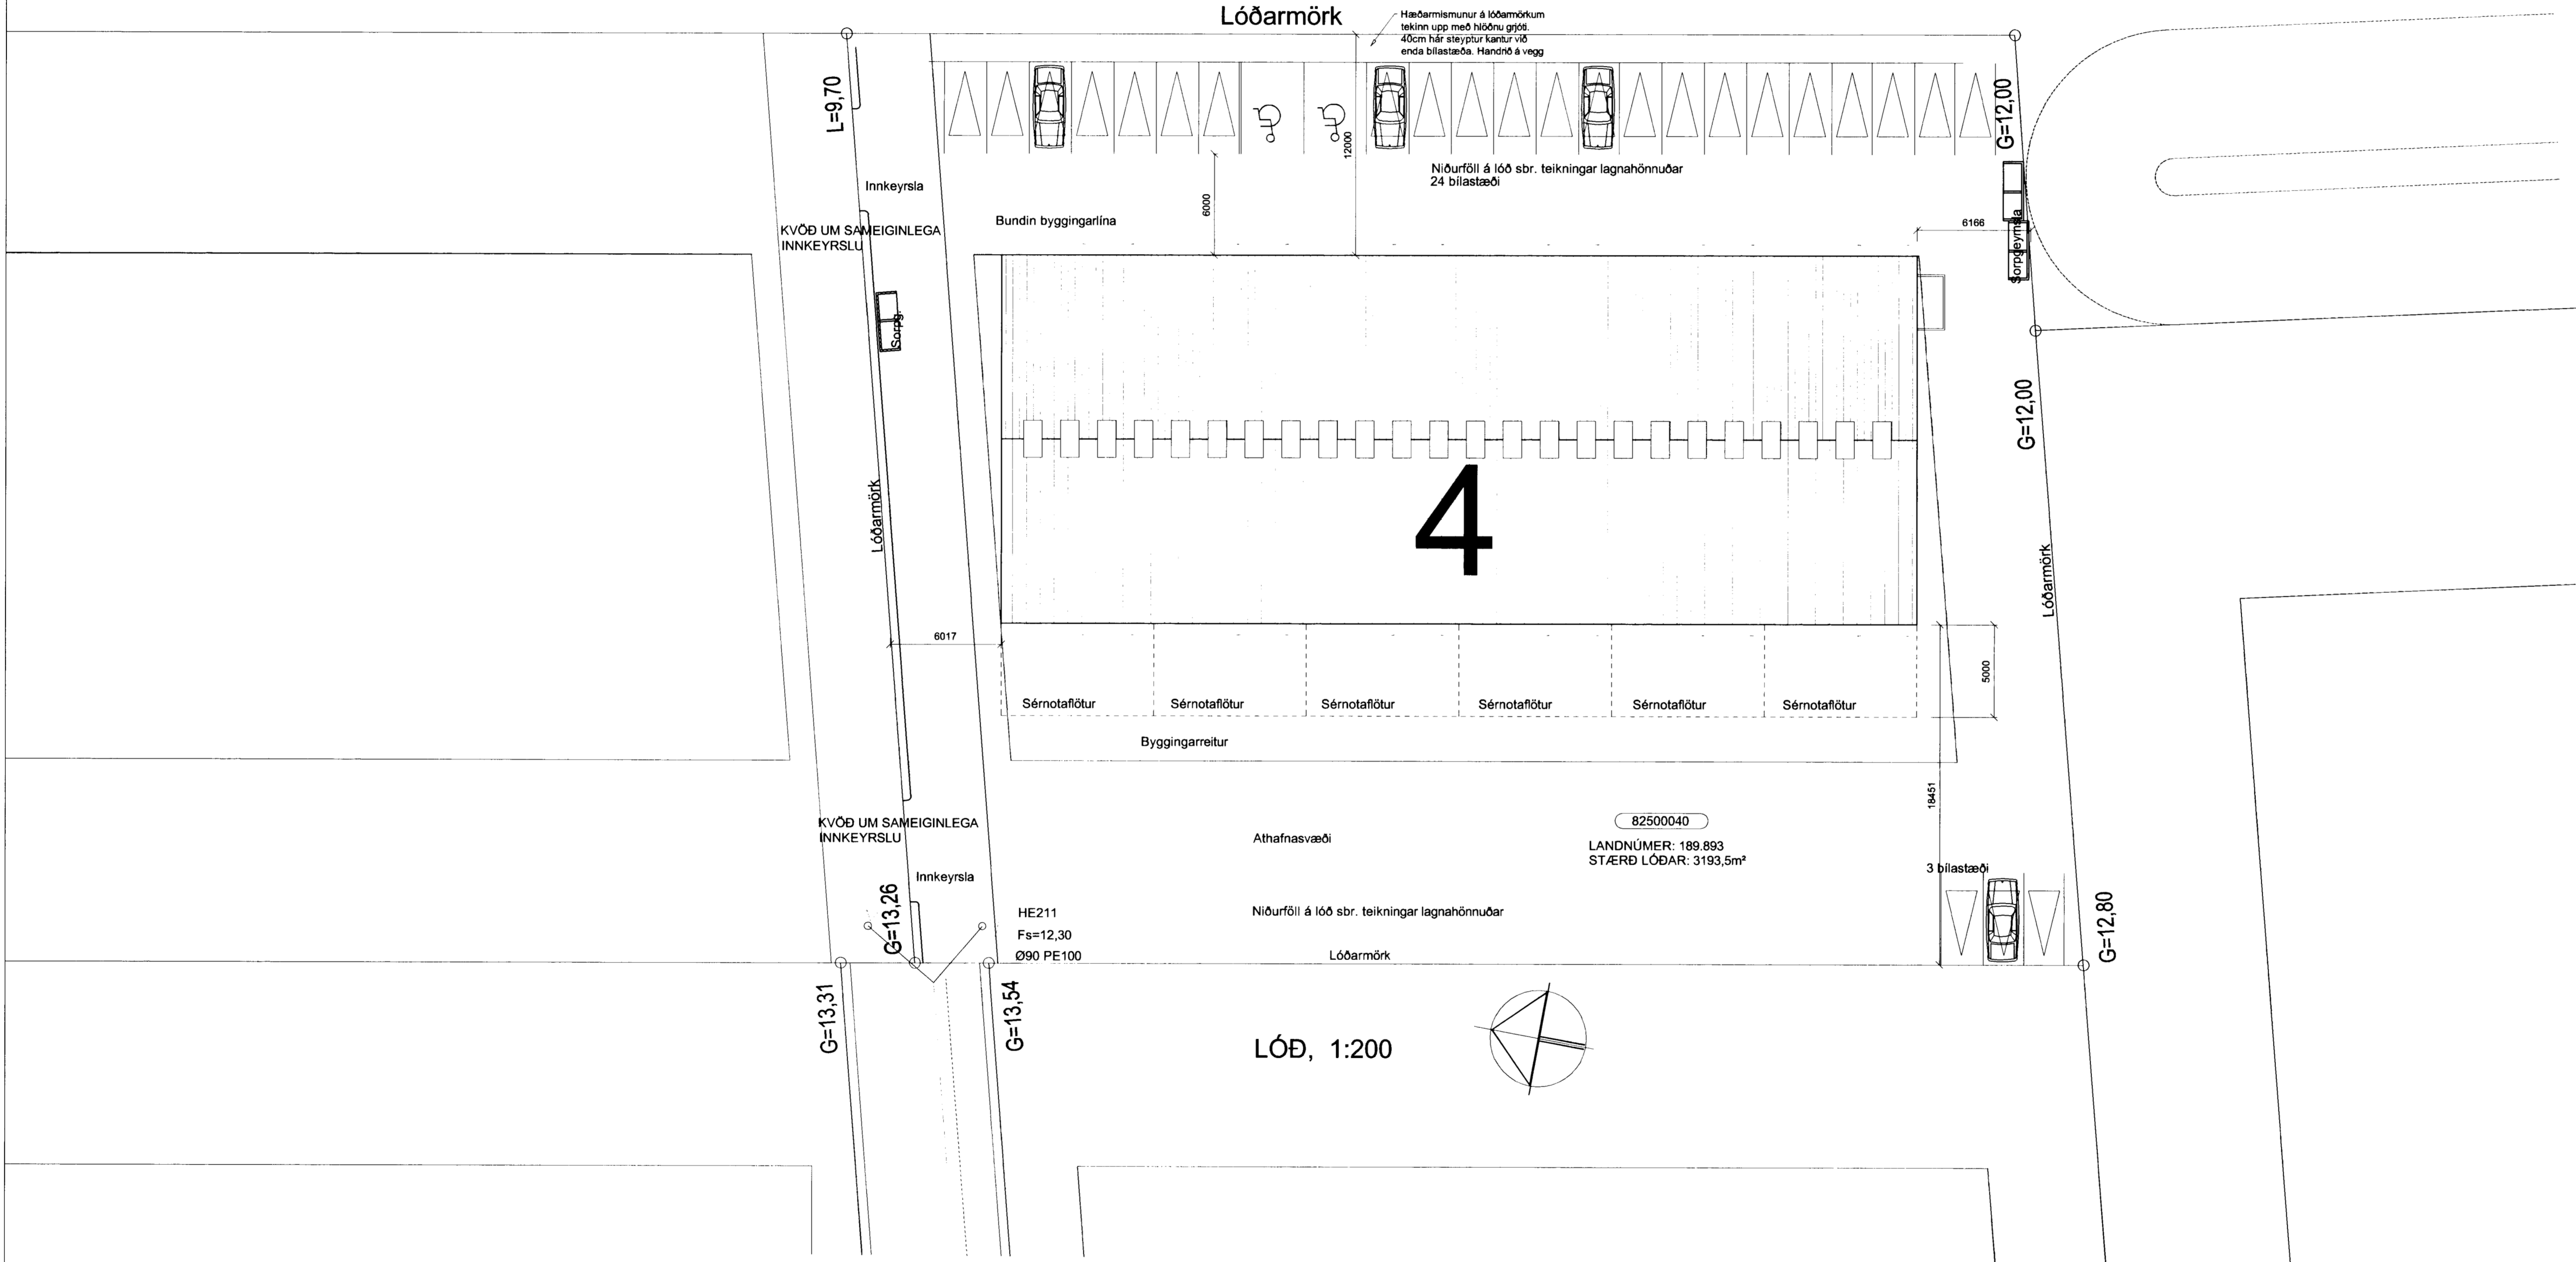 Lóðarmörk
Hæðarmismunur á lóðarmörkum
tekinn upp með hlöðnu grjóti.
40cm hár steyptur kantur við
enda bílastæða. Handrið á vegg
L=9,70
G=12,00
12000
Niðurföll á lóð sbr. teikningar lagnahönnuðar
24 bílastæði
Innkeyrsla
6000
Bundin byggingarlína
KVÖÐ UM SAMEIGINLEGA
INNKEYRSLU
6166
Sorpgeymsla
Sorpg.
G=12,00
4
Lóðarmörk
Lóðarmörk
6017
5000
Sérnotaflötur
Sérnotaflötur
Sérnotaflötur
Sérnotaflötur
Sérnotaflötur
Sérnotaflötur
Byggingarreitur
18451
KVÖÐ UM SAMEIGINLEGA
INNKEYRSLU
Athafnasvæði
82500040
LANDNÚMER: 189.893
STÆRÐ LÓÐAR: 3193,5m²
3 bílastæði
Innkeyrsla
G=13,26
HE211
Fs=12,30
Ø90 PE100
Niðurföll á lóð sbr. teikningar lagnahönnuðar
Lóðarmörk
G=12,80
G=13,31
G=13,54
LÓÐ, 1:200